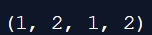 (1, 2, 1, 2)